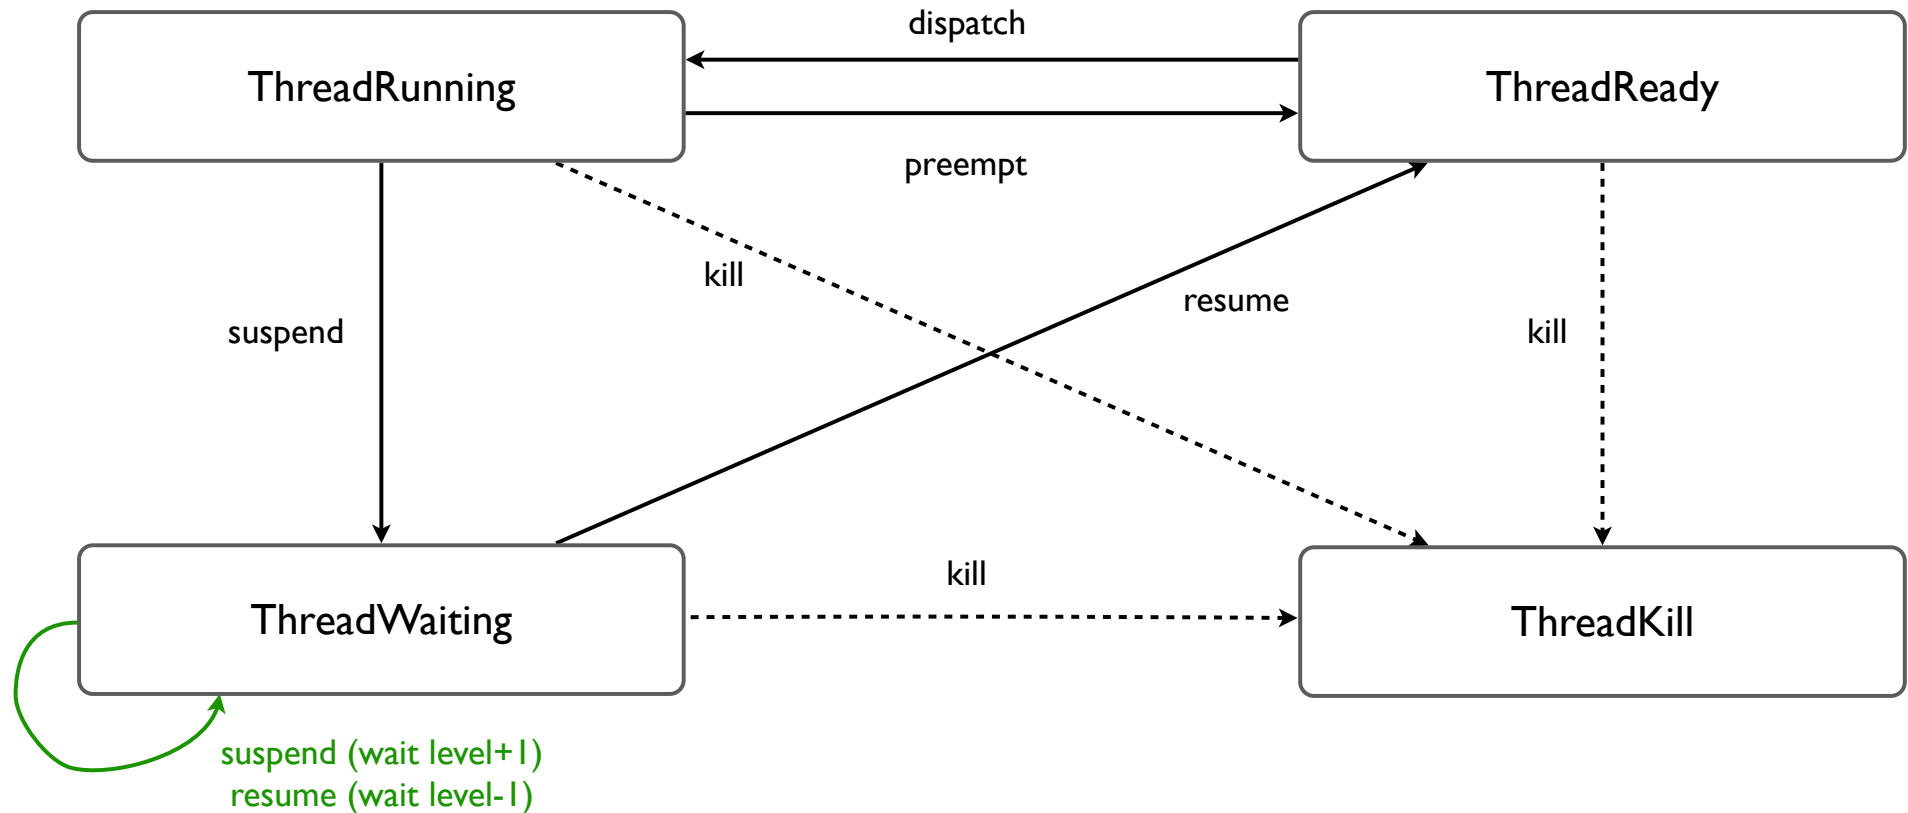 dispatch
ThreadRunning
ThreadReady
preempt
kill
resume
suspend
kill
kill
ThreadWaiting
ThreadKill
suspend (wait level+1)
resume (wait level-1)